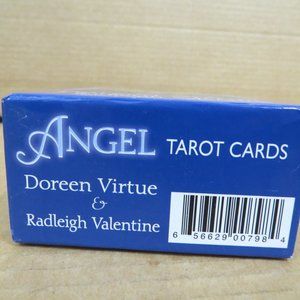 ANGEL TAROT CARDS
Doreen Virtue
&
Radleigh Valentine
6 56629 00798 4